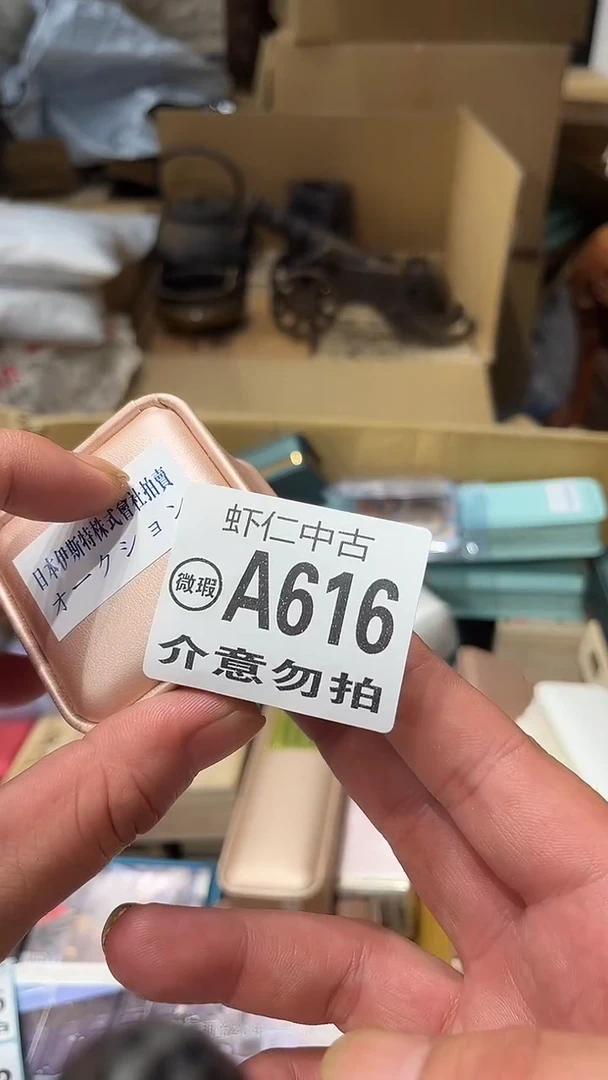 日本伊斯特株式會社拍賣
オークション
虾仁中古
微瑕
A616
介意勿拍